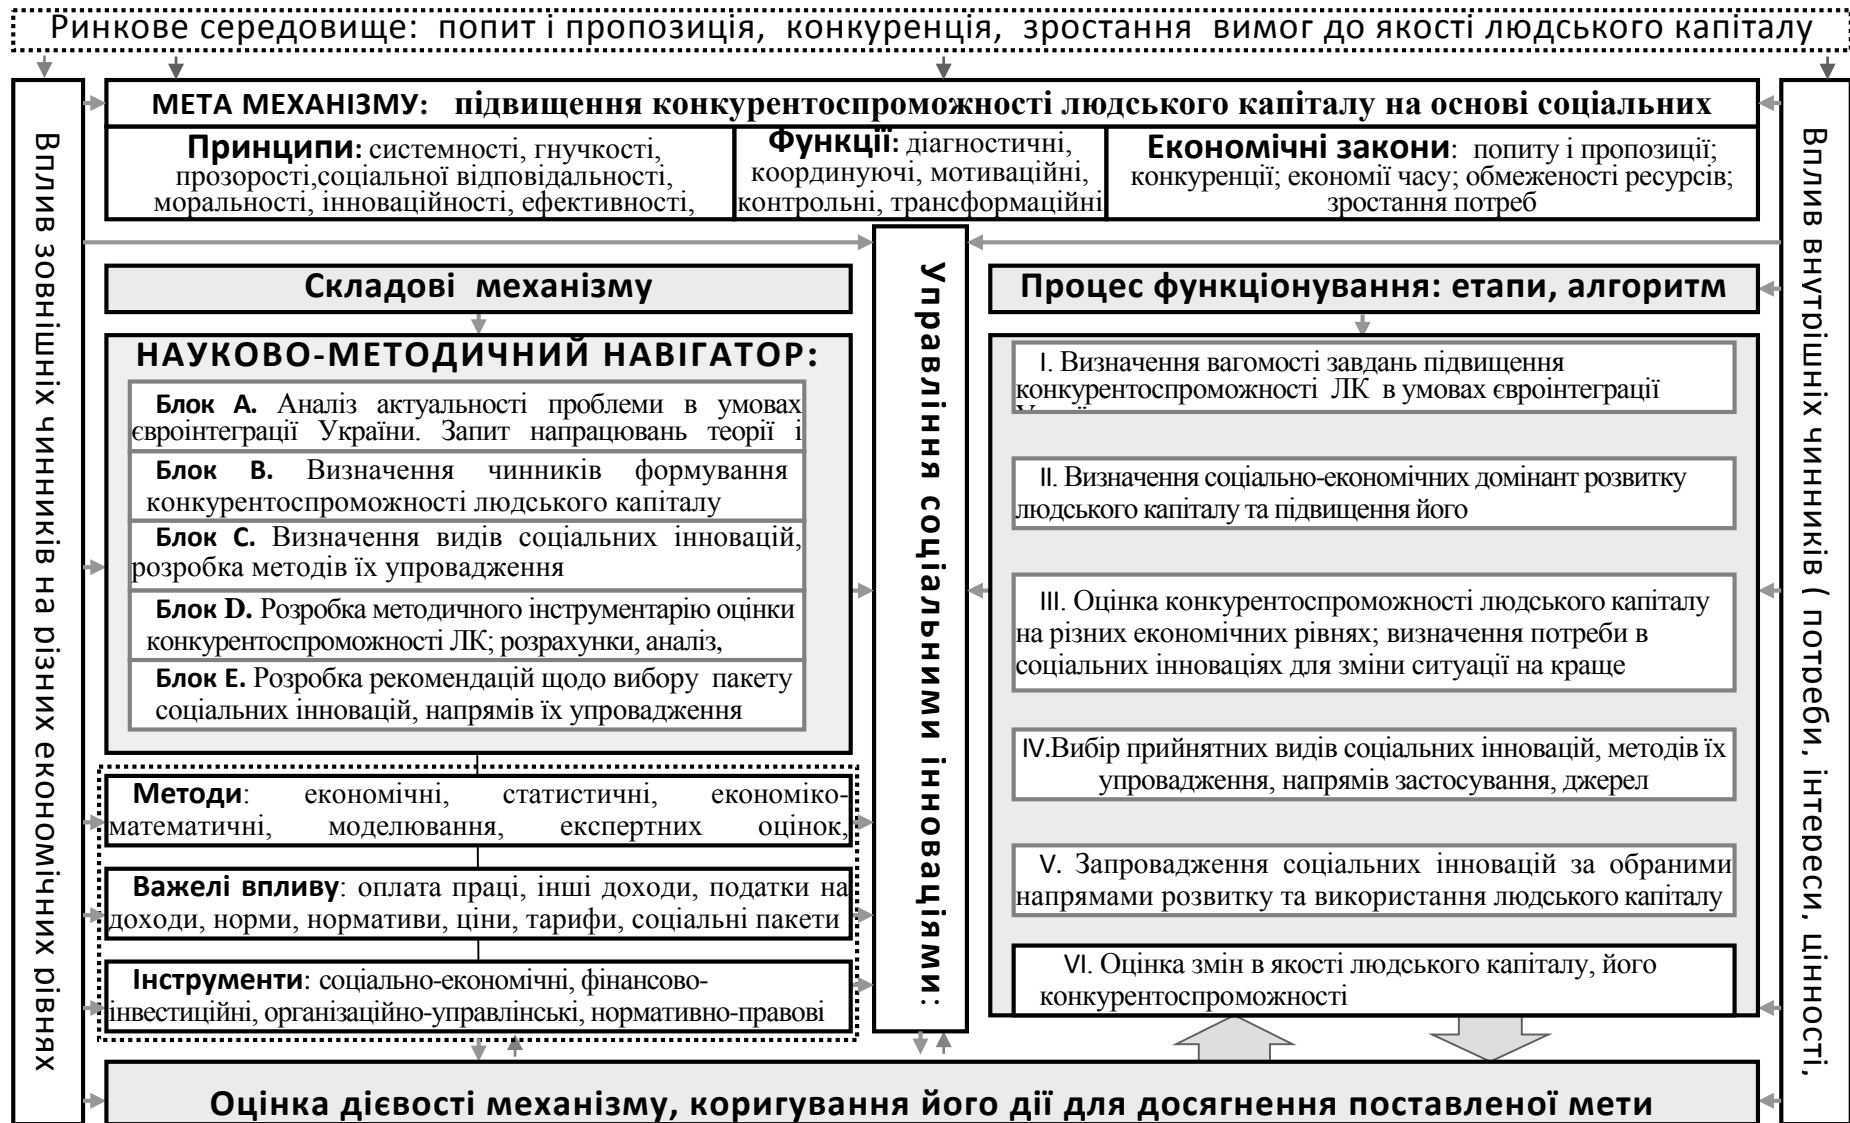 Ринкове середовище: попит і пропозиція, конкуренція, зростання вимог до якості людського капіталу
Вплив зовнішніх чинників на різних економічних рівнях
МЕТА МЕХАНІЗМУ: підвищення конкурентоспроможності людського капіталу на основі соціальних
Принципи: системності, гнучкості,
прозорості,соціальної відповідальності,
моральності, інноваційності, ефективності,
Функції: діагностичні,
координуючі, мотиваційні,
контрольні, трансформаційні
Економічні закони: попиту і пропозиції;
конкуренції; економії часу; обмеженості ресурсів;
зростання потреб
Складові механізму
НАУКОВО-МЕТОДИЧНИЙ НАВІГАТОР:
Блок А. Аналіз актуальності проблеми в умовах
євроінтеграції України. Запит напрацювань теорії і
Блок В. Визначення чинників формування
конкурентоспроможності людського капіталу
Блок С. Визначення видів соціальних інновацій,
розробка методів їх упровадження
Блок D. Розробка методичного інструментарію оцінки
конкурентоспроможності ЛК; розрахунки, аналіз,
Блок Е. Розробка рекомендацій щодо вибору пакету
соціальних інновацій, напрямів їх упровадження
Методи: економічні, статистичні, економіко-
математичні, моделювання, експертних оцінок,
Важелі впливу: оплата праці, інші доходи, податки на
доходи, норми, нормативи, ціни, тарифи, соціальні пакети
Інструменти: соціально-економічні, фінансово-
інвестиційні, організаційно-управлінські, нормативно-правові
Управління соціальними інноваціями:
Процес функціонування: етапи, алгоритм
I. Визначення вагомості завдань підвищення
конкурентоспроможності ЛК в умовах євроінтеграції
II. Визначення соціально-економічних домінант розвитку
людського капіталу та підвищення його
III. Оцінка конкурентоспроможності людського капіталу
на різних економічних рівнях; визначення потреби в
соціальних інноваціях для зміни ситуації на краще
IV.Вибір прийнятних видів соціальних інновацій, методів їх
упровадження, напрямів застосування, джерел
V. Запровадження соціальних інновацій за обраними
напрямами розвитку та використання людського капіталу
VI. Оцінка змін в якості людського капіталу, його
конкурентоспроможності
Вплив внутрішніх чинників ( потреби, інтереси, цінності,
Оцінка дієвості механізму, коригування його дії для досягнення поставленої мети